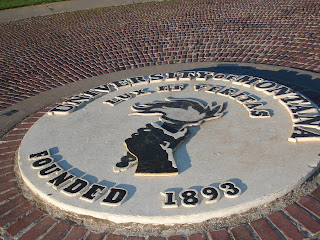 UNIVERSITY OF MONTANA
LUX ET VERITAS
FOUNDED 1893